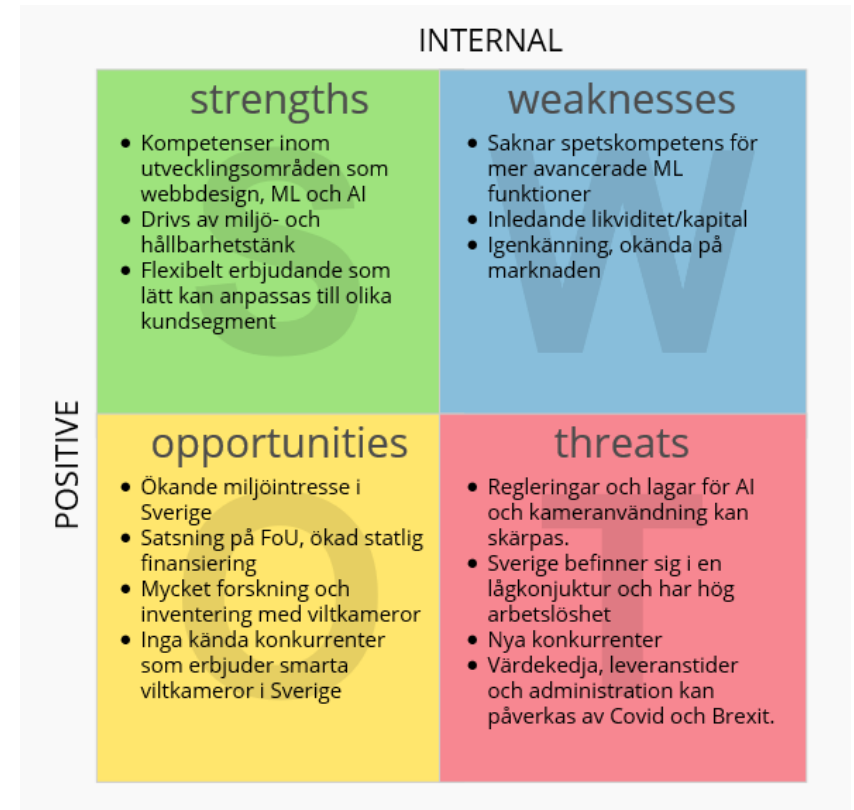 INTERNAL
strengths
• Kompetenser inom
utvecklingsområden som
webbdesign, ML och AI
• Drivs av miljö- och
hållbarhetstänk
• Flexibelt erbjudande som
lätt kan anpassas till olika
kundsegment
S
weaknesses
• Saknar spetskompetens för
mer avancerade ML
funktioner
• Inledande likviditet/kapital
• Igenkänning, okända på
marknaden
W
POSITIVE
opportunities
• Ökande miljöintresse i
Sverige
• Satsning på FoU, ökad statlig
finansiering
• Mycket forskning och
inventering med viltkameror
• Inga kända konkurrenter
som erbjuder smarta
viltkameror i Sverige
O
threats
• Regleringar och lagar för AI
och kameranvändning kan
skärpas.
• Sverige befinner sig i en
lågkonjuktur och har hög
arbetslöshet
• Nya konkurrenter
• Värdekedja, leveranstider
och administration kan
påverkas av Covid och Brexit.
T